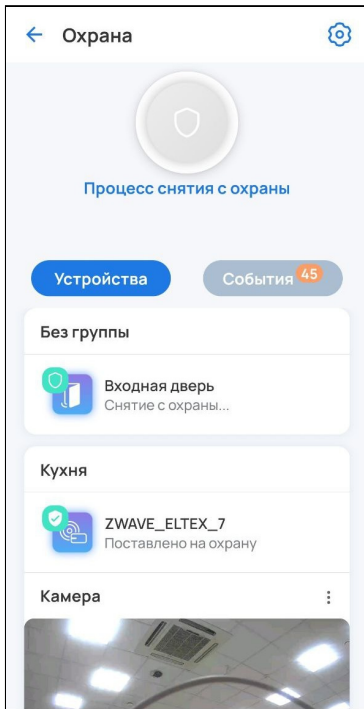 Охрана
Процесс снятия с охраны
Устройства
События 45
Без группы
Входная дверь
Снятие с охраны...
Кухня
ZWAVE_ELTEX_7
Поставлено на охрану
Камера